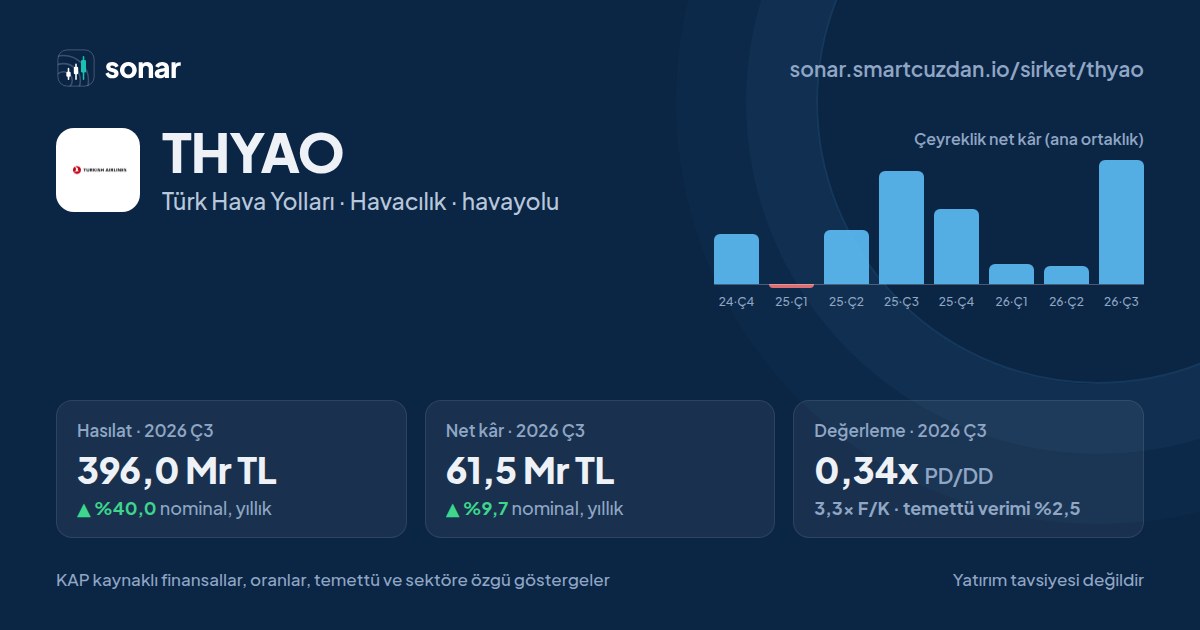 sonar
sonar.smartcuzdan.io/sirket/thyao
TURKISH AIRLINES
THYAO
Türk Hava Yolları · Havacılık · havayolu
Çeyreklik net kâr (ana ortaklık)
24·Ç4 25·Ç1 25·Ç2 25·Ç3 25·Ç4 26·Ç1 26·Ç2 26·Ç3
Hasılat · 2026 Ç3
396,0 Mr TL
▲ %40,0 nominal, yıllık
Net kâr · 2026 Ç3
61,5 Mr TL
▲ %9,7 nominal, yıllık
Değerleme · 2026 Ç3
0,34x PD/DD
3,3× F/K · temettü verimi %2,5
KAP kaynaklı finansallar, oranlar, temettü ve sektöre özgü göstergeler
Yatırım tavsiyesi değildir